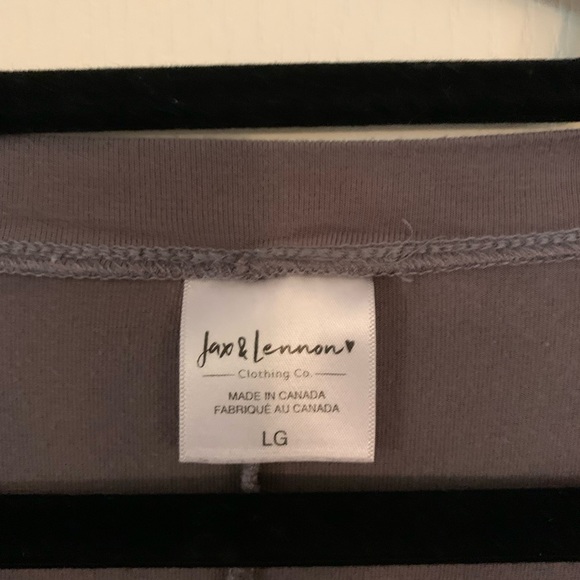 Jax & Lennon♥
Clothing Co.
MADE IN CANADA
FABRIQUÉ AU CANADA
LG